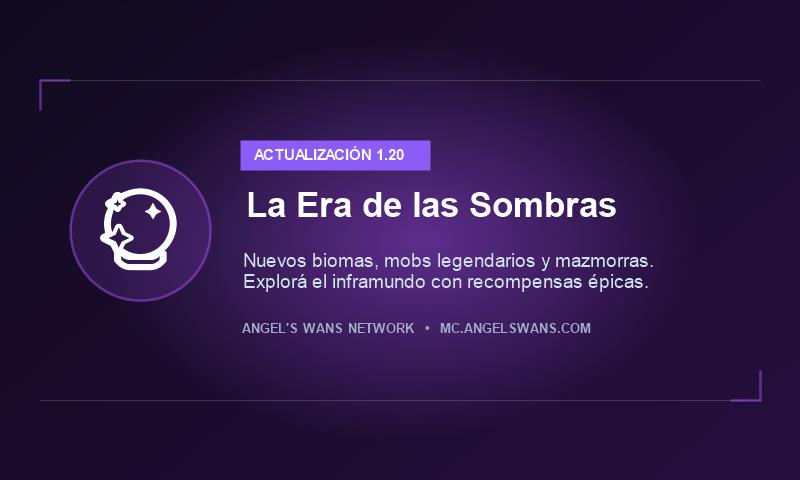 ACTUALIZACIÓN 1.20
La Era de las Sombras
Nuevos biomas, mobs legendarios y mazmorras.
Explorá el inframundo con recompensas épicas.
ANGEL'S WANS NETWORK • MC.ANGELSWANS.COM